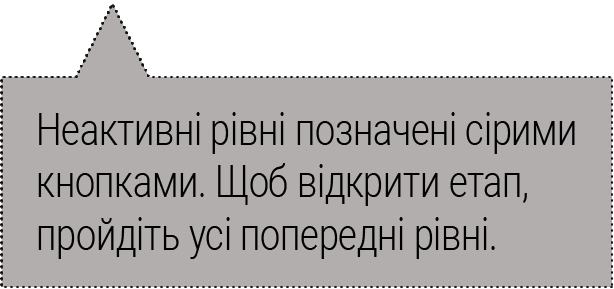 Неактивні рівні позначені сірими
кнопками. Щоб відкрити етап,
пройдіть усі попередні рівні.